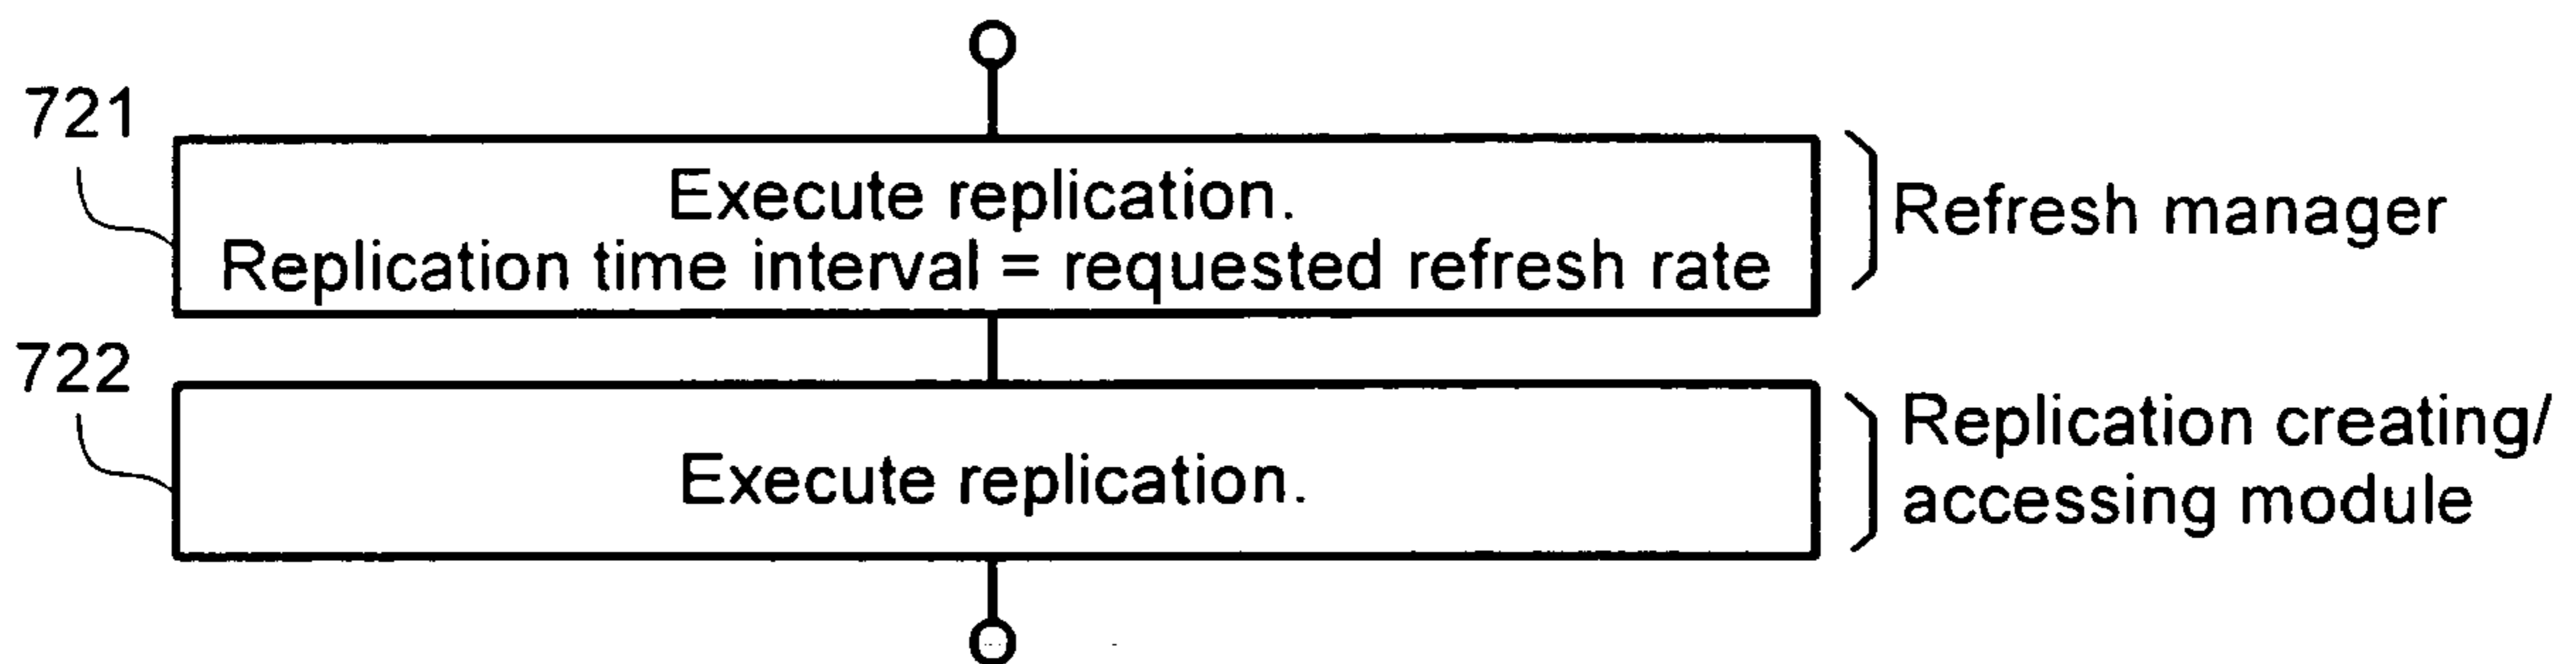 721
Execute replication.
Replication time interval = requested refresh rate
Refresh manager
722
Execute replication.
Replication creating/
accessing module